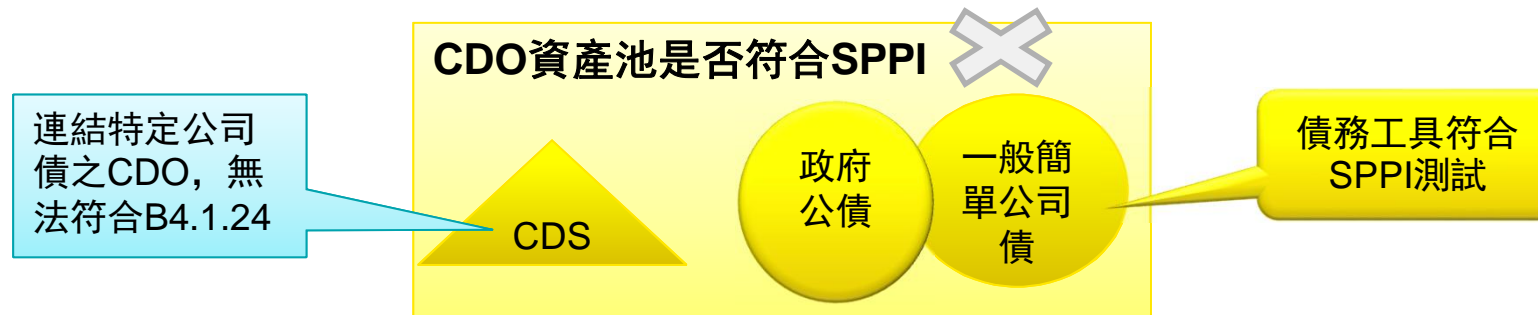 CDO資產池是否符合SPPI
連結特定公司
債之CDO，無
法符合B4.1.24
CDS
政府
公債
一般簡
單公司
債
債務工具符合
SPPI測試